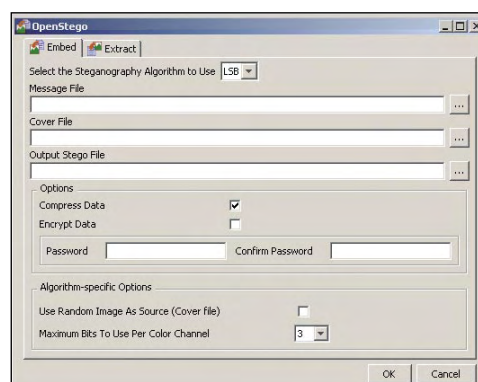 OpenStego
Embed Extract
Select the Steganography Algorithm to Use LSB
Message File
...
Cover File
...
Output Stego File
...
Options
Compress Data
Encrypt Data
Password Confirm Password
Algorithm-specific Options
Use Random Image As Source (Cover file)
Maximum Bits To Use Per Color Channel 3
OK Cancel